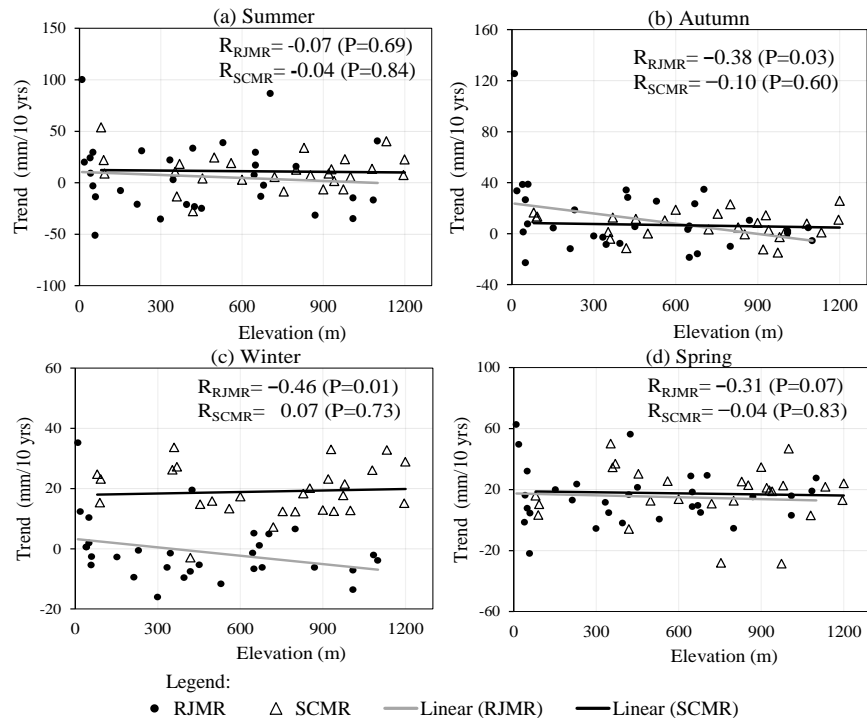 (a) Summer
R_RJMR= -0.07 (P=0.69)
R_SCMR= -0.04 (P=0.84)
150
100
50
0
-50
-100
0 300 600 900 1200
Trend (mm/10 yrs)
Elevation (m)
(b) Autumn
R_RJMR= −0.38 (P=0.03)
R_SCMR= −0.10 (P=0.60)
160
120
80
40
0
-40
0 300 600 900 1200
Trend (mm/10 yrs)
Elevation (m)
(c) Winter
R_RJMR= −0.46 (P=0.01)
R_SCMR= 0.07 (P=0.73)
60
40
20
0
-20
0 300 600 900 1200
Trend (mm/10 yrs)
Elevation (m)
(d) Spring
R_RJMR= −0.31 (P=0.07)
R_SCMR= −0.04 (P=0.83)
100
60
20
-20
-60
0 300 600 900 1200
Trend (mm/10 yrs)
Elevation (m)
Legend:
RJMR SCMR Linear (RJMR) Linear (SCMR)